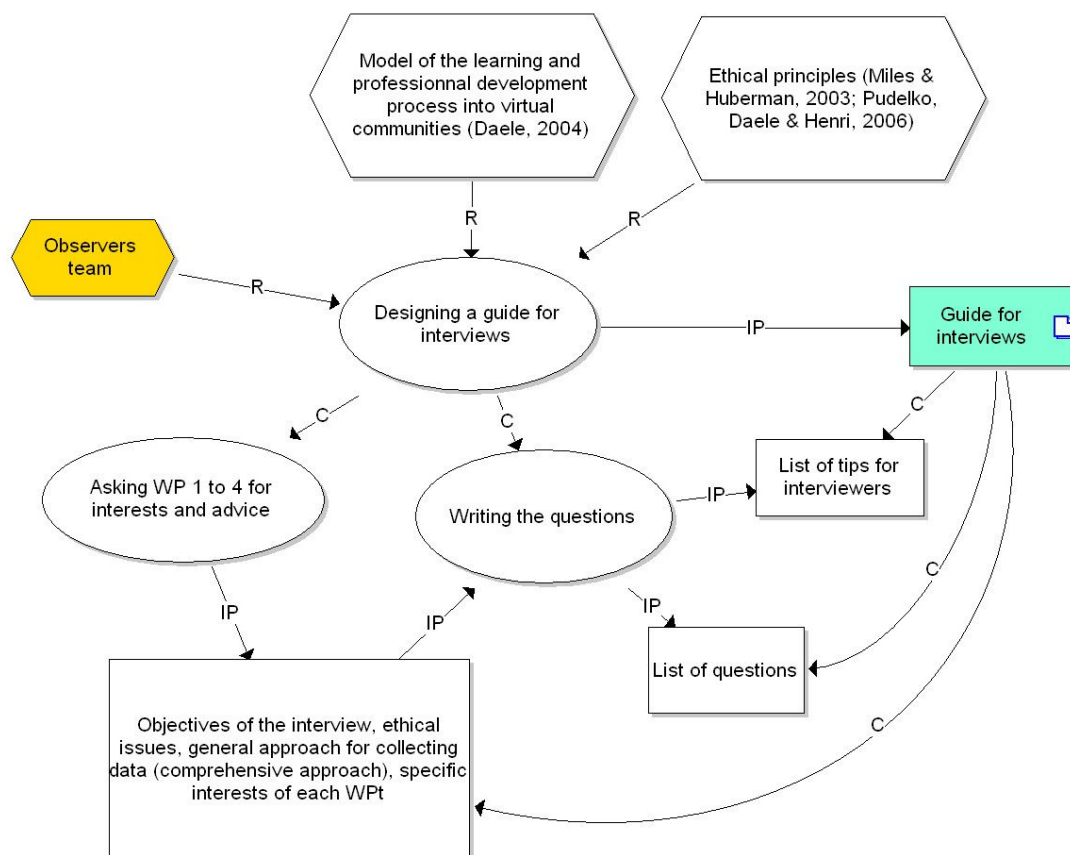 Model of the learning and
professionnal development
process into virtual
communities (Daele, 2004)
Ethical principles (Miles &
Huberman, 2003; Pudelko,
Daele & Henri, 2006)
R
R
Observers
team
R
Designing a guide for
interviews
IP
Guide for
interviews
C
C
C
Asking WP 1 to 4 for
interests and advice
Writing the questions
IP
List of tips for
interviewers
C
IP
IP
IP
List of questions
Objectives of the interview, ethical
issues, general approach for collecting
data (comprehensive approach), specific
interests of each WPt
C